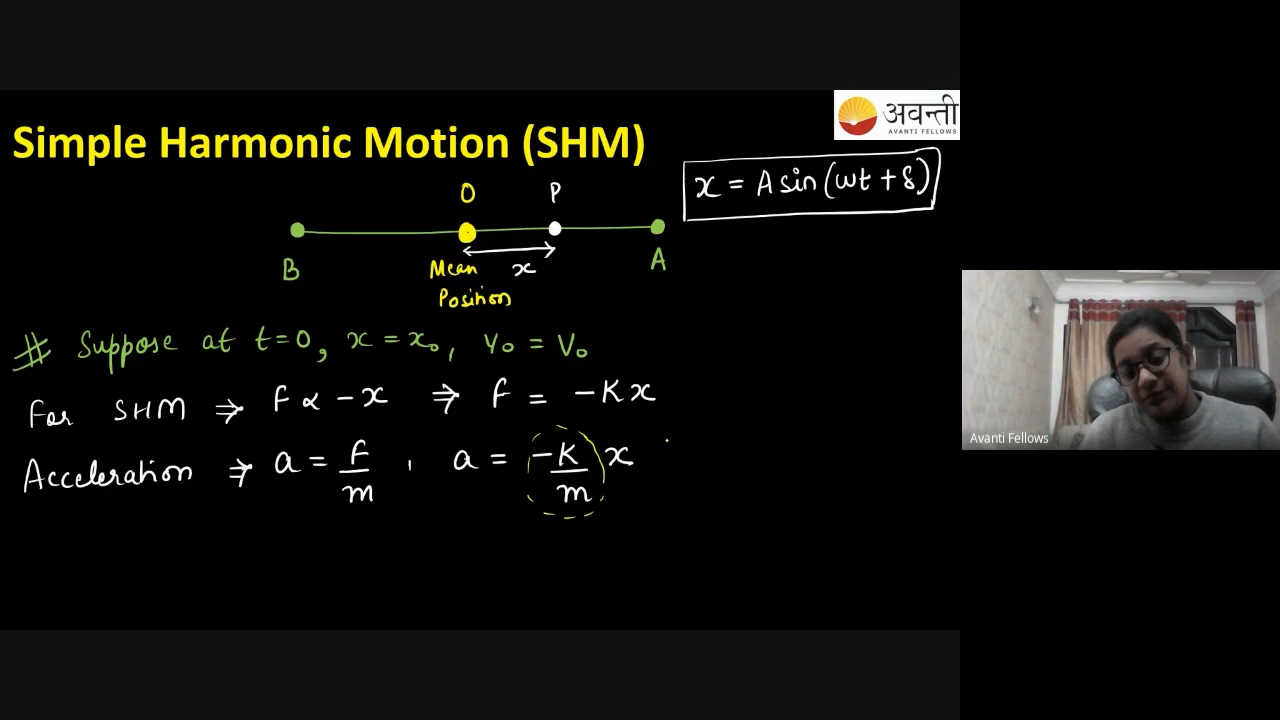 अवन्ती
AVANTI FELLOWS
Simple Harmonic Motion (SHM)
x = A sin (ωt + δ)
O P
B Mean x A
Position
# Suppose at t=0, x = x₀, v₀ = V₀
For SHM ⇒ F ∝ -x ⇒ F = -Kx
Acceleration ⇒ a = F/m , a = -K/m x
Avanti Fellows